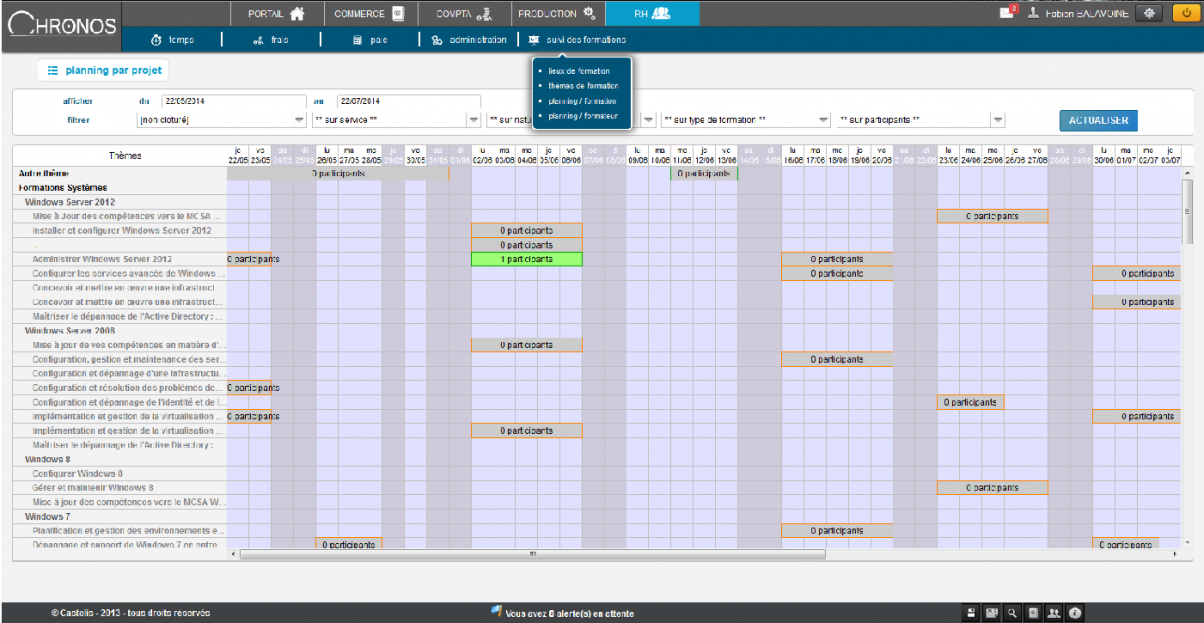 CHRONOS
PORTAIL COMMERCE COMPTA PRODUCTION RH
3 Fabien BALAVOINE
temps frais paie administration suivi des formations
lieux de formation
thèmes de formation
planning / formation
planning / formateur
planning par projet
afficher du 22/05/2014 au 22/07/2014
filtrer [non cloturé] ** sur service ** ** sur natu ** sur type de formation ** ** sur participants **
ACTUALISER
Thèmes
je ve sa di lu ma me je ve sa di lu ma me je ve sa di lu ma me je ve sa di lu ma me je ve sa di lu ma me je ve sa di lu ma me je
22/05 23/05 24/05 25/05 26/05 27/05 28/05 29/05 30/05 31/05 01/06 02/06 03/06 04/06 05/06 06/06 07/06 08/06 09/06 10/06 11/06 12/06 13/06 14/06 15/06 16/06 17/06 18/06 19/06 20/06 21/06 22/06 23/06 24/06 25/06 26/06 27/06 28/06 29/06 30/06 01/07 02/07 03/07
Autre thème 0 participants 0 participants
Formations Systèmes
Windows Server 2012
Mise à Jour des compétences vers le MCSA ... 0 participants
Installer et configurer Windows Server 2012 0 participants
. 0 participants
Administrer Windows Server 2012 0 participants 1 participants 0 participants
Configurer les services avancés de Windows ... 0 participants 0 participants
Concevoir et mettre en œuvre une infrastruct...
Concevoir et mettre en œuvre une infrastruct... 0 participants
Maîtriser le dépannage de l'Active Directory : ...
Windows Server 2008
Mise à jour de vos compétences en matière d'... 0 participants
Configuration, gestion et maintenance des ser... 0 participants
Configuration et dépannage d'une infrastructu...
Configuration et résolution des problèmes de... 0 participants
Configuration et dépannage de l'identité et de l... 0 participants
Implémentation et gestion de la virtualisation ... 0 participants 0 participants
Implémentation et gestion de la virtualisation ... 0 participants
Maîtriser le dépannage de l'Active Directory :
Windows 8
Configurer Windows 8
Gérer et maintenir Windows 8 0 participants
Mise à jour des compétences vers le MCSA W...
Windows 7
Planification et gestion des environnements e... 0 participants
Dépannage et support de Windows 7 en entre... 0 participants 0 participants
© Castelis - 2013 - tous droits réservés
Vous avez 6 alerte(s) en attente